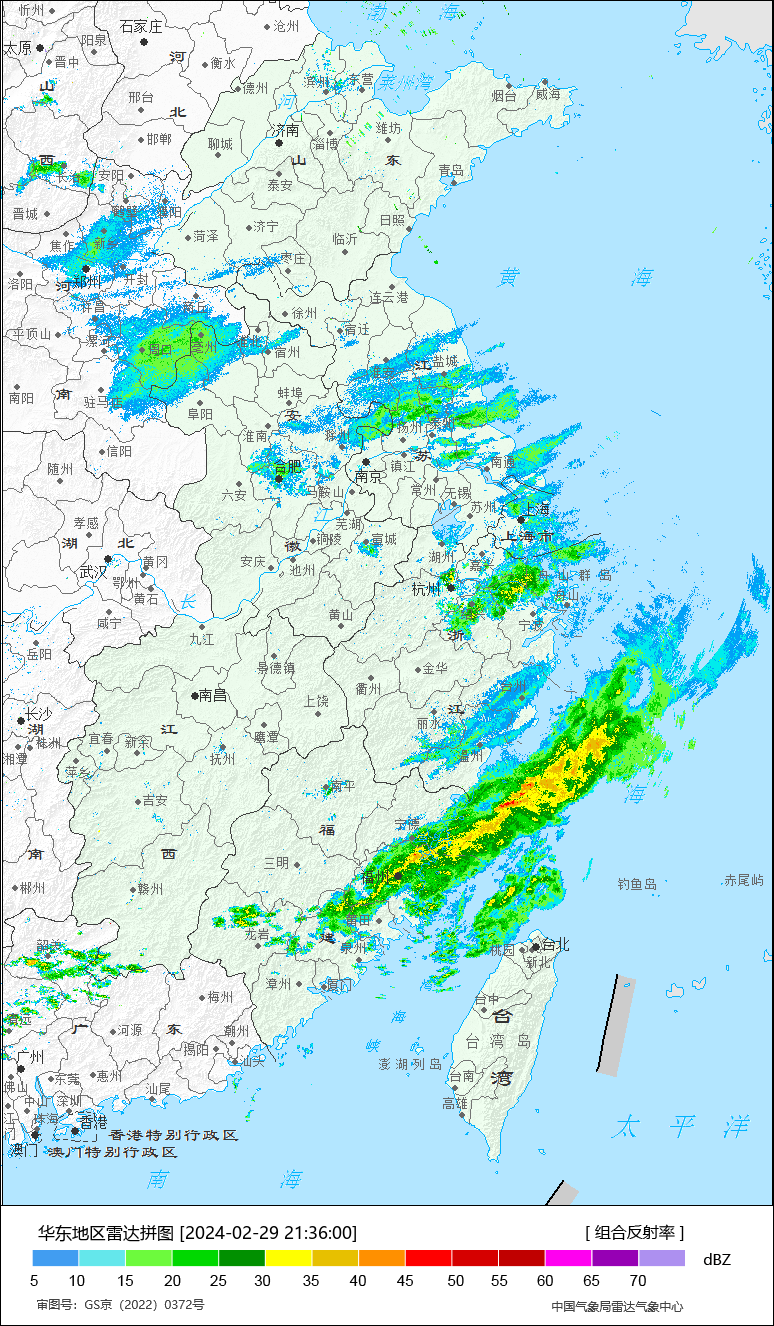 忻州
石家庄
沧州
渤 海
太原
阳泉
晋中
河
衡水
山
德州
滨州
东营
莱州湾
烟台
威海
邢台
北
河
济南
潍坊
邯郸
聊城
淄博
西
山
东
长治
安阳
泰安
青岛
晋城
鹤壁
濮阳
菏泽
济宁
日照
焦作
新乡
临沂
洛阳
河
郑州
开封
枣庄
黄 海
连云港
许昌
商丘
徐州
宿迁
平顶山
漯河
周口
亳州
淮北
宿州
江
盐城
淮安
南阳
南
驻马店
阜阳
蚌埠
安
滁州
扬州
泰州
信阳
淮南
合肥
南京
镇江
苏
南通
随州
六安
马鞍山
常州
无锡
苏州
上海
孝感
芜湖
江
湖
北
徽
铜陵
宣城
上海市
武汉
黄冈
安庆
池州
湖州
嘉兴
舟山群岛
鄂州
黄石
杭州
舟山
长
咸宁
黄山
宁波
九江
浙
岳阳
景德镇
金华
衢州
南昌
长沙
上饶
台州
湖
株洲
江
丽水
江
宜春
新余
鹰潭
湘潭
萍乡
抚州
温州
南平
海
吉安
宁德
福
南
西
三明
福州
郴州
赣州
钓鱼岛
赤尾屿
莆田
龙岩
建
韶关
泉州
桃园
台北
新北
漳州
厦门
湾
梅州
台中
清远
广
东
河源
潮州
海
台
台湾岛
广州
揭阳
汕头
峡
澎湖列岛
佛山
东莞
惠州
台南
湾
中山
深圳
汕尾
高雄
江门
珠海
香港
香港特别行政区
太 平 洋
澳门
澳门特别行政区
南 海
华东地区雷达拼图 [2024-02-29 21:36:00]
[ 组合反射率 ]
dBZ
5 10 15 20 25 30 35 40 45 50 55 60 65 70
审图号：GS京（2022）0372号
中国气象局雷达气象中心